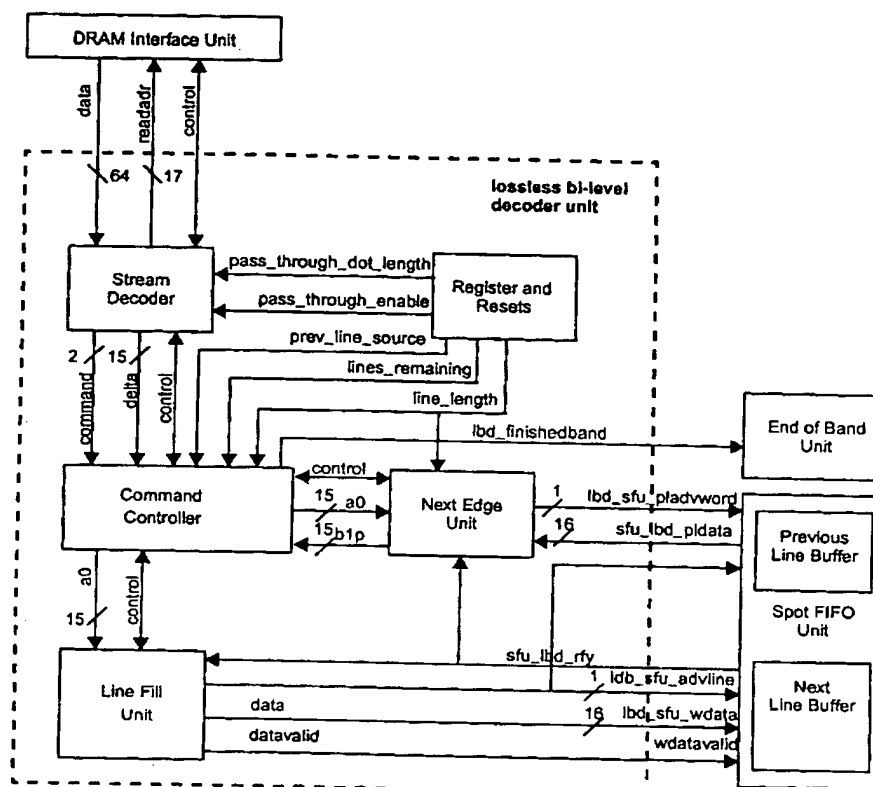 DRAM Interface Unit
data
readadr
control
64
17
lossless bi-level
decoder unit
Stream
Decoder
pass_through_dot_length
pass_through_enable
Register and
Resets
prev_line_source
lines_remaining
line_length
2
15
command
delta
control
lbd_finishedband
End of Band
Unit
Command
Controller
control
15
a0
15
b1p
Next Edge
Unit
1
lbd_sfu_pladvword
16
sfu_lbd_pldata
Previous
Line Buffer
Spot FIFO
Unit
a0
15
control
sfu_lbd_rfy
Line Fill
Unit
1
ldb_sfu_advline
data
16
lbd_sfu_wdata
datavalid
wdatavalid
Next
Line Buffer